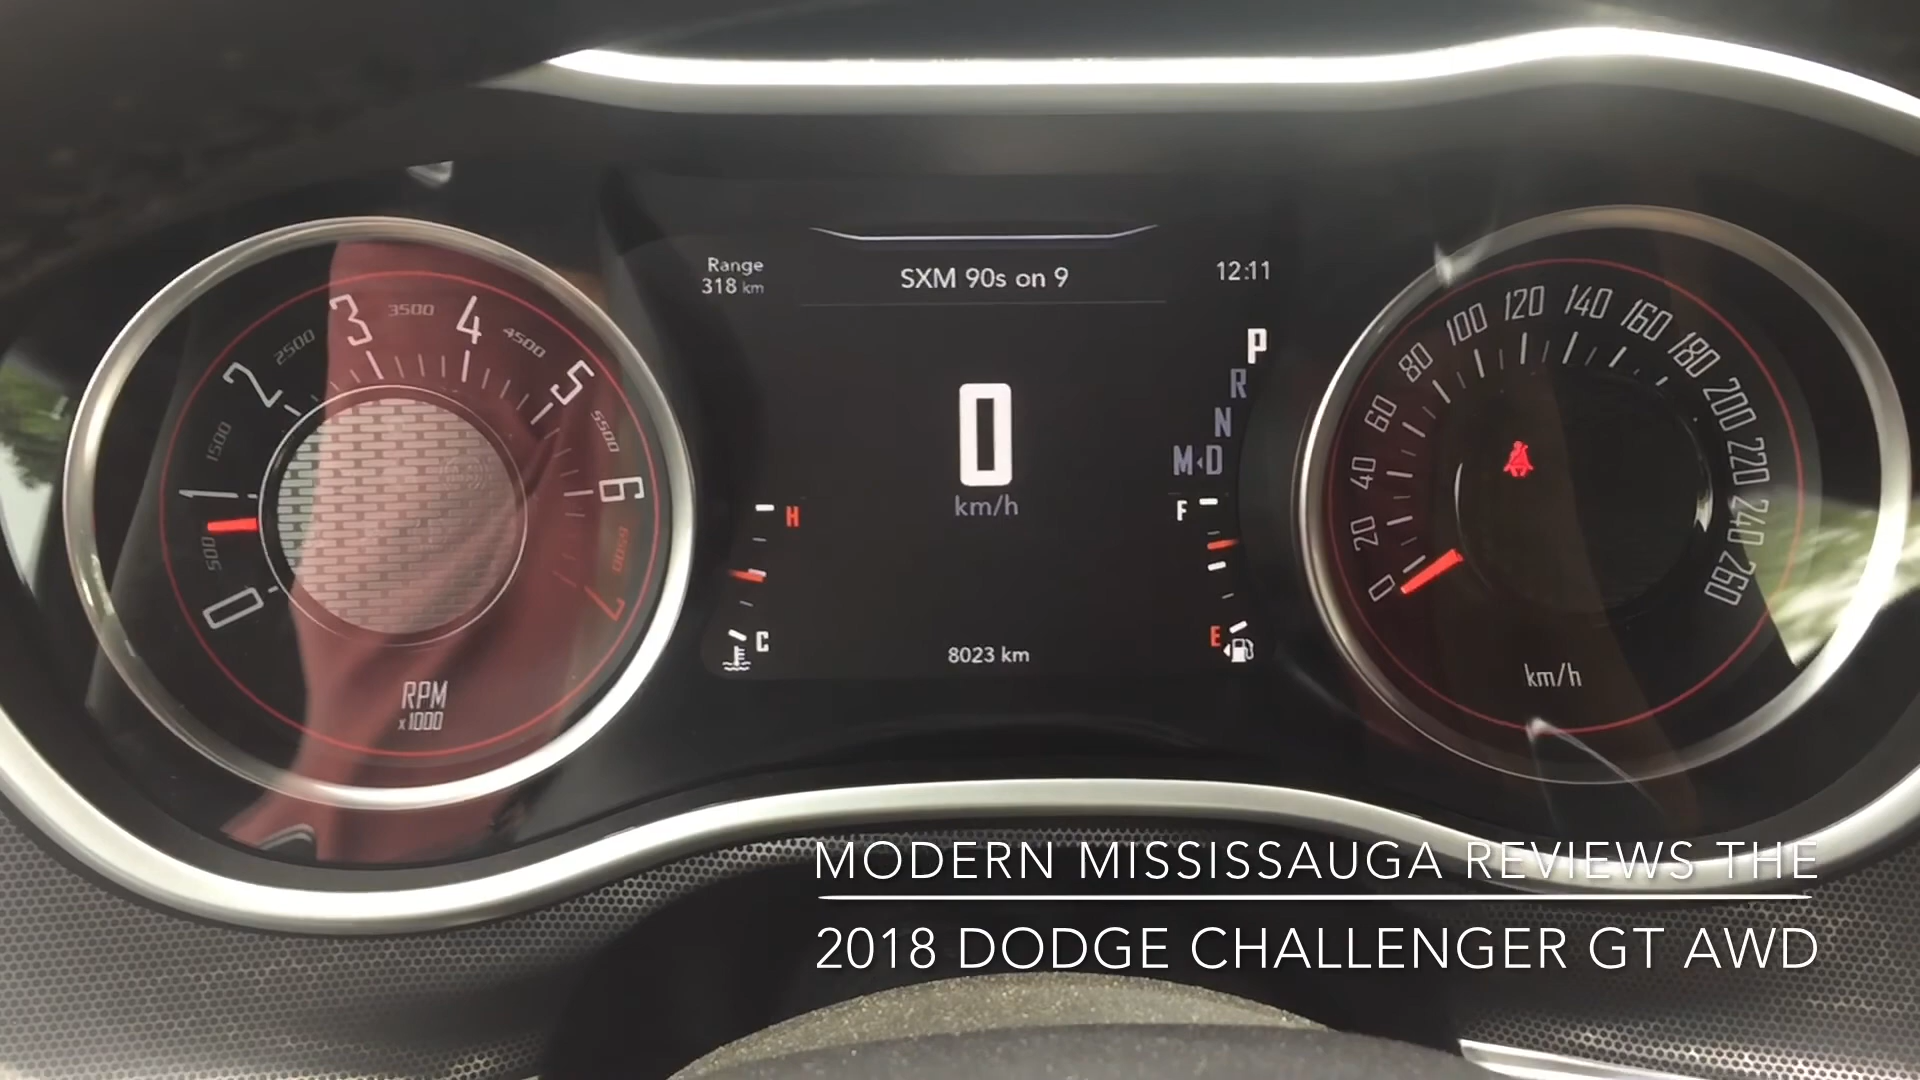 0
500
1
1500
2
2500
3
3500
4
4500
5
5500
6
6500
7
RPM
x1000
Range
318 km
SXM 90s on 9
12:11
P
R
N
M D
0
km/h
H
C
F
E
8023 km
0
20
40
60
80
100
120
140
160
180
200
220
240
260
km/h
MODERN MISSISSAUGA REVIEWS THE
2018 DODGE CHALLENGER GT AWD